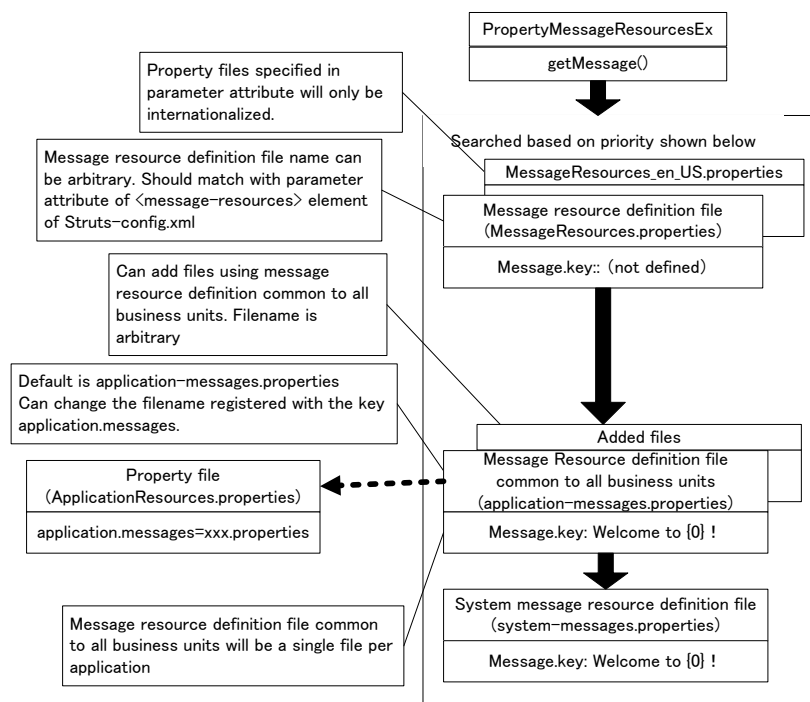 PropertyMessageResourcesEx
getMessage()
Property files specified in
parameter attribute will only be
internationalized.
Searched based on priority shown below
Message resource definition file name can
be arbitrary. Should match with parameter
attribute of <message-resources> element
of Struts-config.xml
MessageResources_en_US.properties
Message resource definition file
(MessageResources.properties)
Message.key:: (not defined)
Can add files using message
resource definition common to all
business units. Filename is
arbitrary
Default is application-messages.properties
Can change the filename registered with the key
application.messages.
Added files
Message Resource definition file
common to all business units
(application-messages.properties)
Message.key: Welcome to {0} !
Property file
(ApplicationResources.properties)
application.messages=xxx.properties
System message resource definition file
(system-messages.properties)
Message.key: Welcome to {0} !
Message resource definition file common
to all business units will be a single file per
application